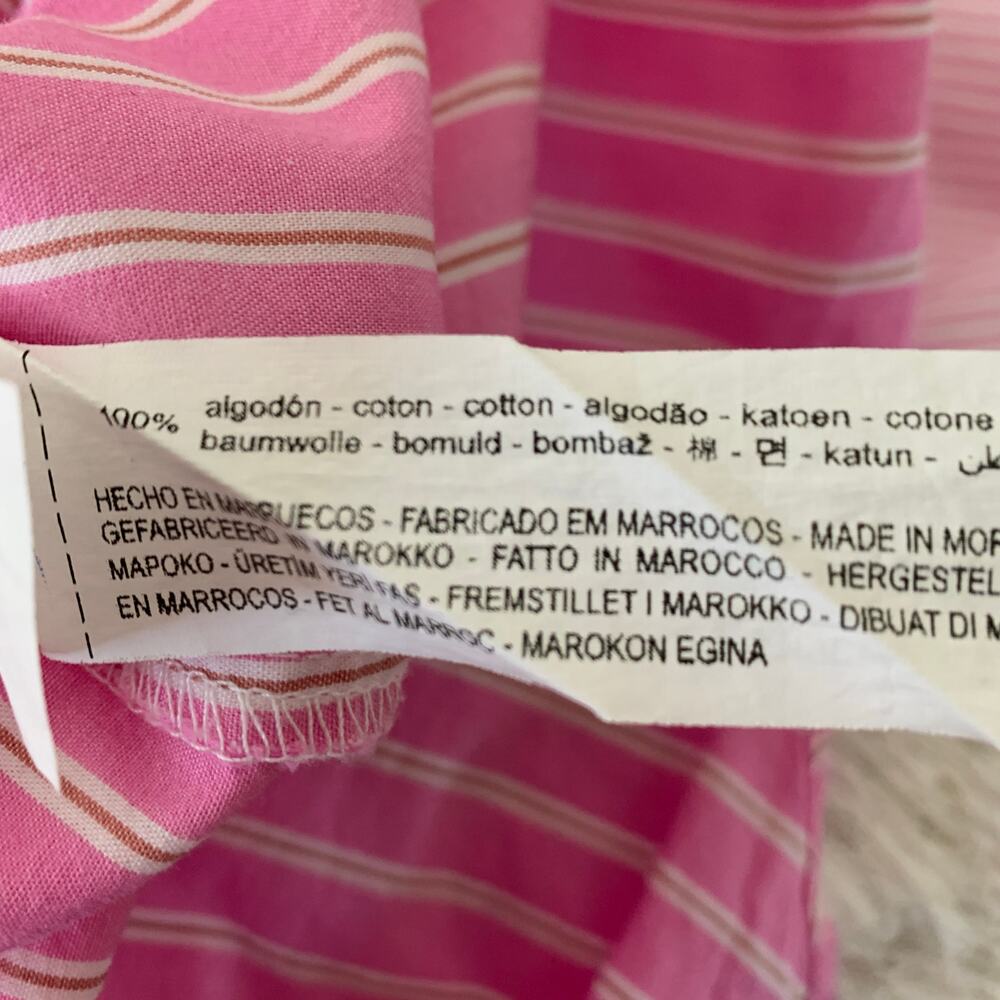 100% algodón - coton - cotton - algodão - katoen - cotone
baumwolle - bomuld - bombaž - 棉 - 면 - katun -
HECHO EN MARRUECOS - FABRICADO EM MARROCOS - MADE IN MOR
GEFABRICEERD IN MAROKKO - FATTO IN MAROCCO - HERGESTEL
ΜΑΡΟΚΟ - ÜRETİM YERİ FAS - FREMSTILLET I MAROKKO - DIBUAT DI M
EN MARROCOS - FET AL MARROC - MAROKON EGINA